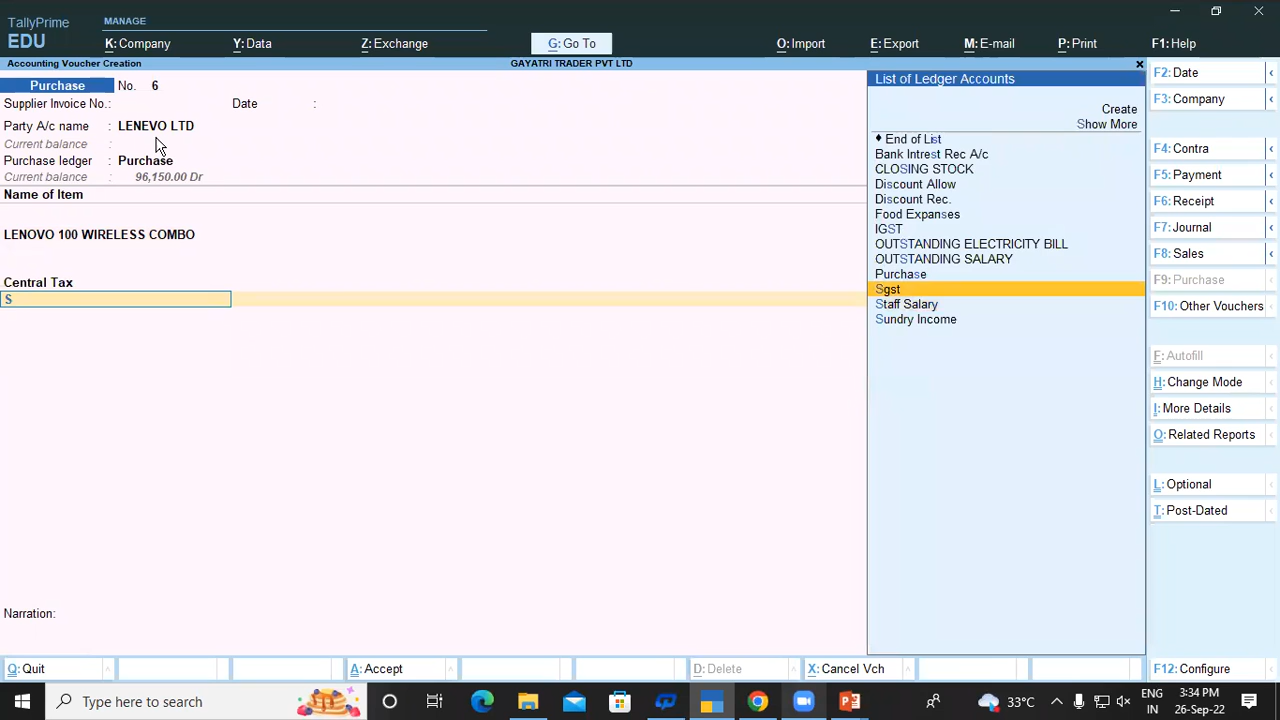 TallyPrime
EDU
MANAGE
K: Company
Y: Data
Z: Exchange
G: Go To
O: Import
E: Export
M: E-mail
P: Print
F1: Help
Accounting Voucher Creation
GAYATRI TRADER PVT LTD
Purchase No. 6
Supplier Invoice No.: Date :
Party A/c name : LENEVO LTD
Current balance :
Purchase ledger : Purchase
Current balance : 96,150.00 Dr
Name of Item
LENOVO 100 WIRELESS COMBO
Central Tax
S
Narration:
List of Ledger Accounts
Create
Show More
♦ End of List
Bank Intrest Rec A/c
CLOSING STOCK
Discount Allow
Discount Rec.
Food Expanses
IGST
OUTSTANDING ELECTRICITY BILL
OUTSTANDING SALARY
Purchase
Sgst
Staff Salary
Sundry Income
F2: Date
F3: Company
F4: Contra
F5: Payment
F6: Receipt
F7: Journal
F8: Sales
F9: Purchase
F10: Other Vouchers
F: Autofill
H: Change Mode
I: More Details
O: Related Reports
L: Optional
T: Post-Dated
Q: Quit
A: Accept
D: Delete
X: Cancel Vch
F12: Configure
Type here to search
33°C
ENG
IN
3:34 PM
26-Sep-22